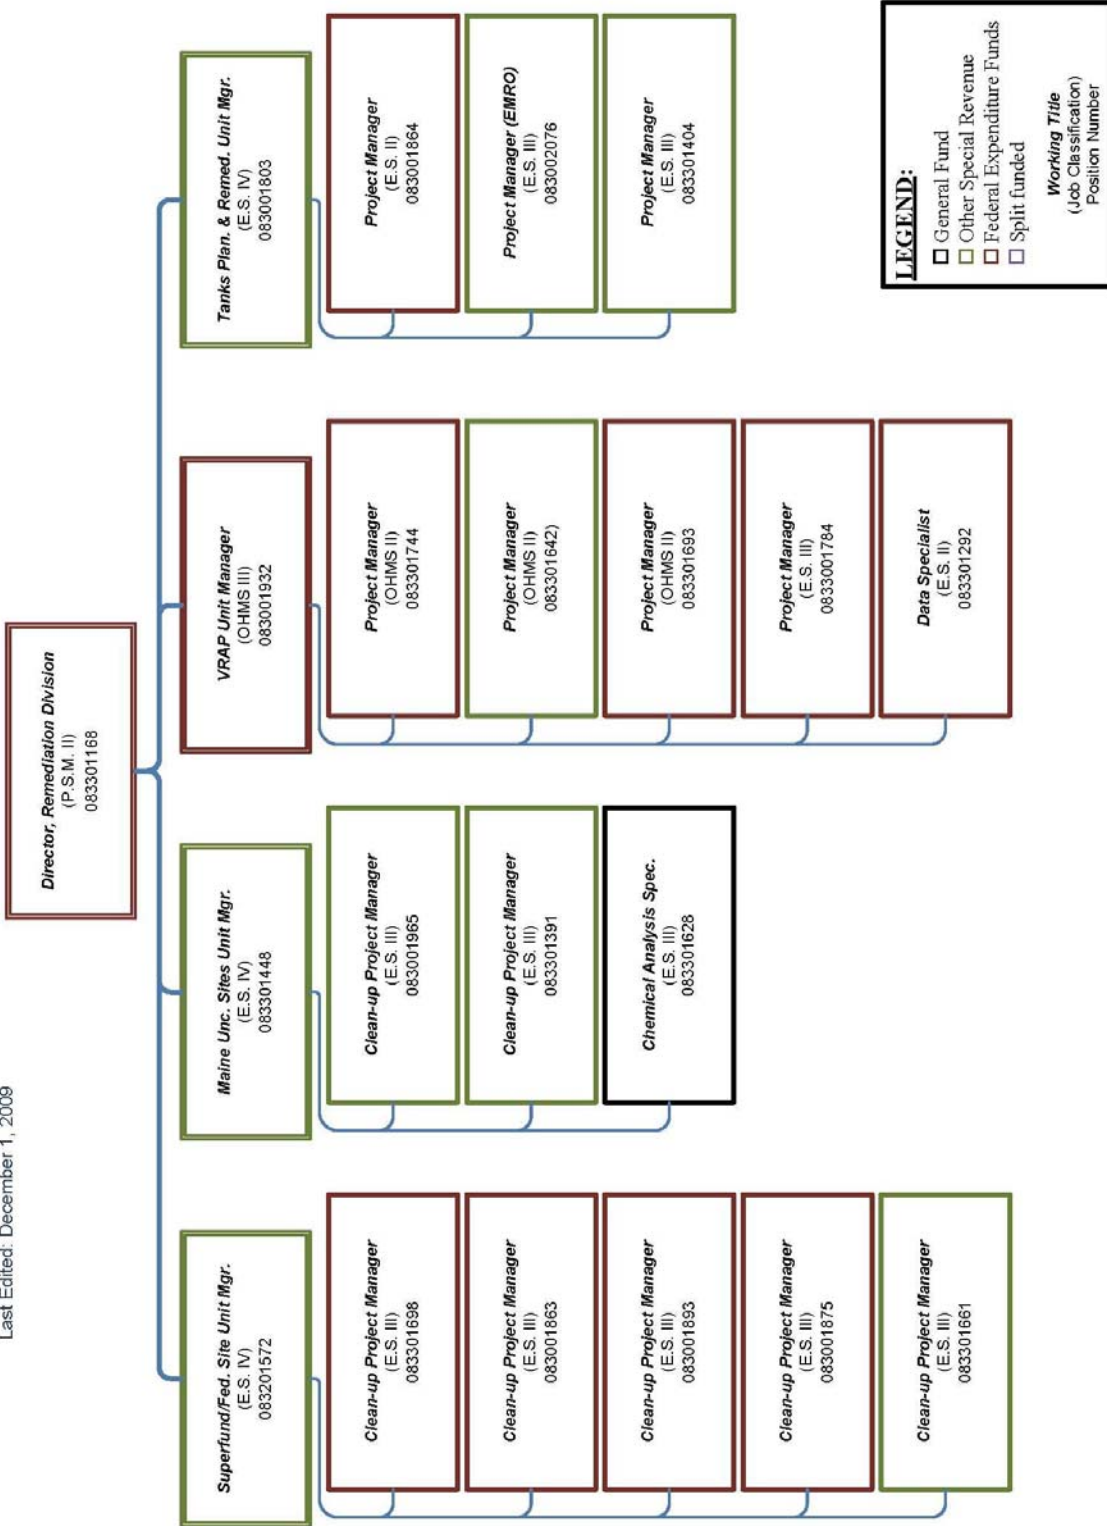 Last Edited: December 1, 2009
Director, Remediation Division
(P.S.M. II)
083301168
Superfund/Fed. Site Unit Mgr.
(E.S. IV)
083201572
Clean-up Project Manager
(E.S. III)
083301698
Clean-up Project Manager
(E.S. III)
083001863
Clean-up Project Manager
(E.S. III)
083001893
Clean-up Project Manager
(E.S. III)
083001875
Clean-up Project Manager
(E.S. III)
083301661
Maine Unc. Sites Unit Mgr.
(E.S. IV)
083301448
Clean-up Project Manager
(E.S. III)
083001965
Clean-up Project Manager
(E.S. III)
083301391
Chemical Analysis Spec.
(E.S. III)
083301628
VRAP Unit Manager
(OHMS III)
083001932
Project Manager
(OHMS II)
083301744
Project Manager
(OHMS II)
083301642)
Project Manager
(OHMS II)
083301693
Project Manager
(E.S. III)
0833001784
Data Specialist
(E.S. II)
083301292
Tanks Plan. & Remed. Unit Mgr.
(E.S. IV)
083001803
Project Manager
(E.S. II)
083001864
Project Manager (EMRO)
(E.S. III)
083002076
Project Manager
(E.S. III)
083301404
LEGEND:
General Fund
Other Special Revenue
Federal Expenditure Funds
Split funded
Working Title
(Job Classification)
Position Number